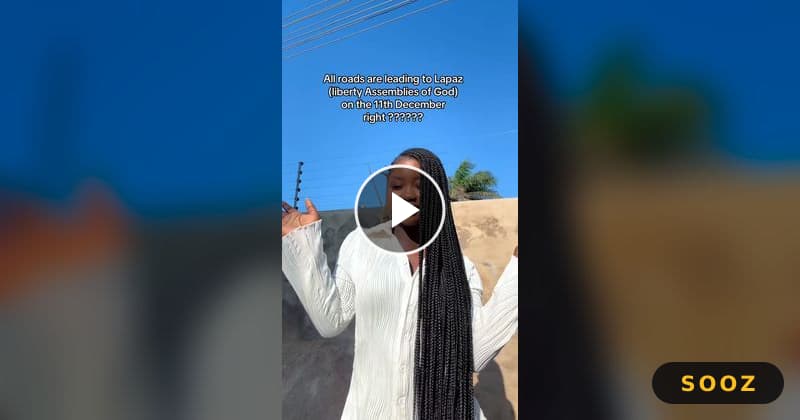 All roads are leading to Lapaz
(liberty Assemblies of God)
on the 11th December
right ??????
SOOZ